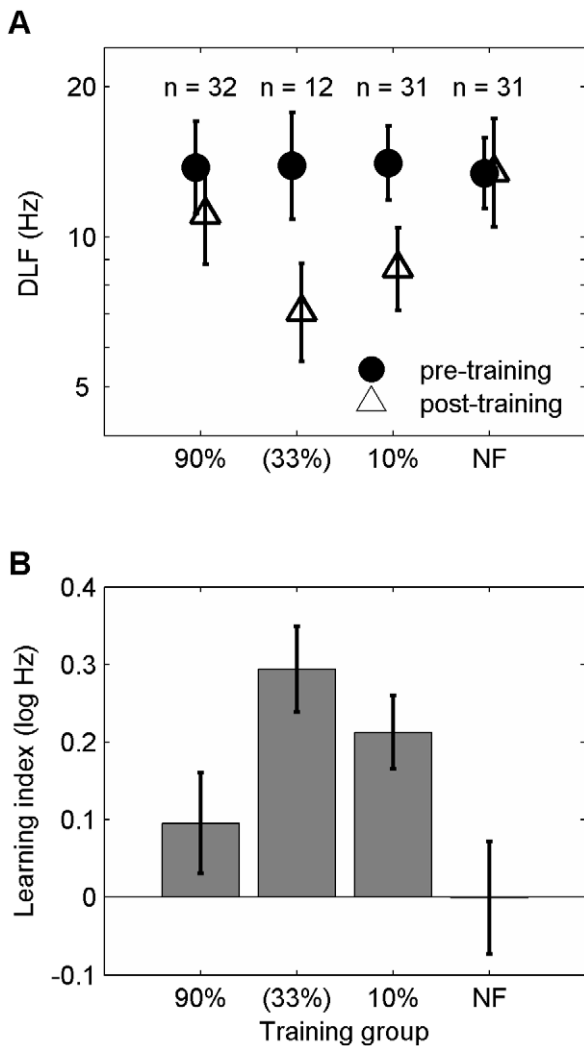 A
20
n = 32 n = 12 n = 31 n = 31
DLF (Hz)
10
5
pre-training
post-training
90% (33%) 10% NF
B
0.4
0.3
0.2
0.1
0
-0.1
Learning index (log Hz)
90% (33%) 10% NF
Training group